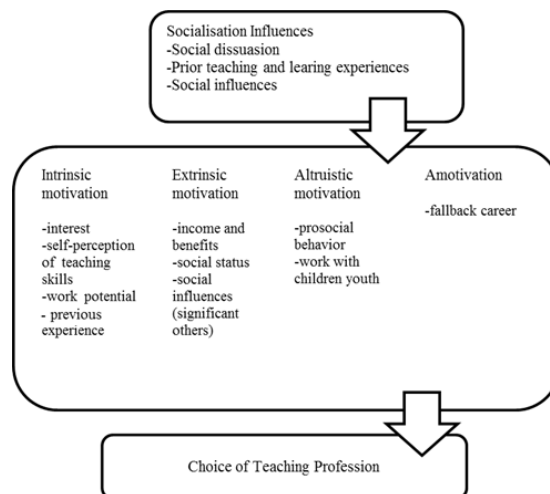 Socialisation Influences
-Social dissuasion
-Prior teaching and learing experiences
-Social influences
Intrinsic
motivation
-interest
-self-perception
of teaching
skills
-work potential
- previous
experience
Extrinsic
motivation
-income and
benefits
-social status
-social
influences
(significant
others)
Altruistic
motivation
-prosocial
behavior
-work with
children youth
Amotivation
-fallback career
Choice of Teaching Profession